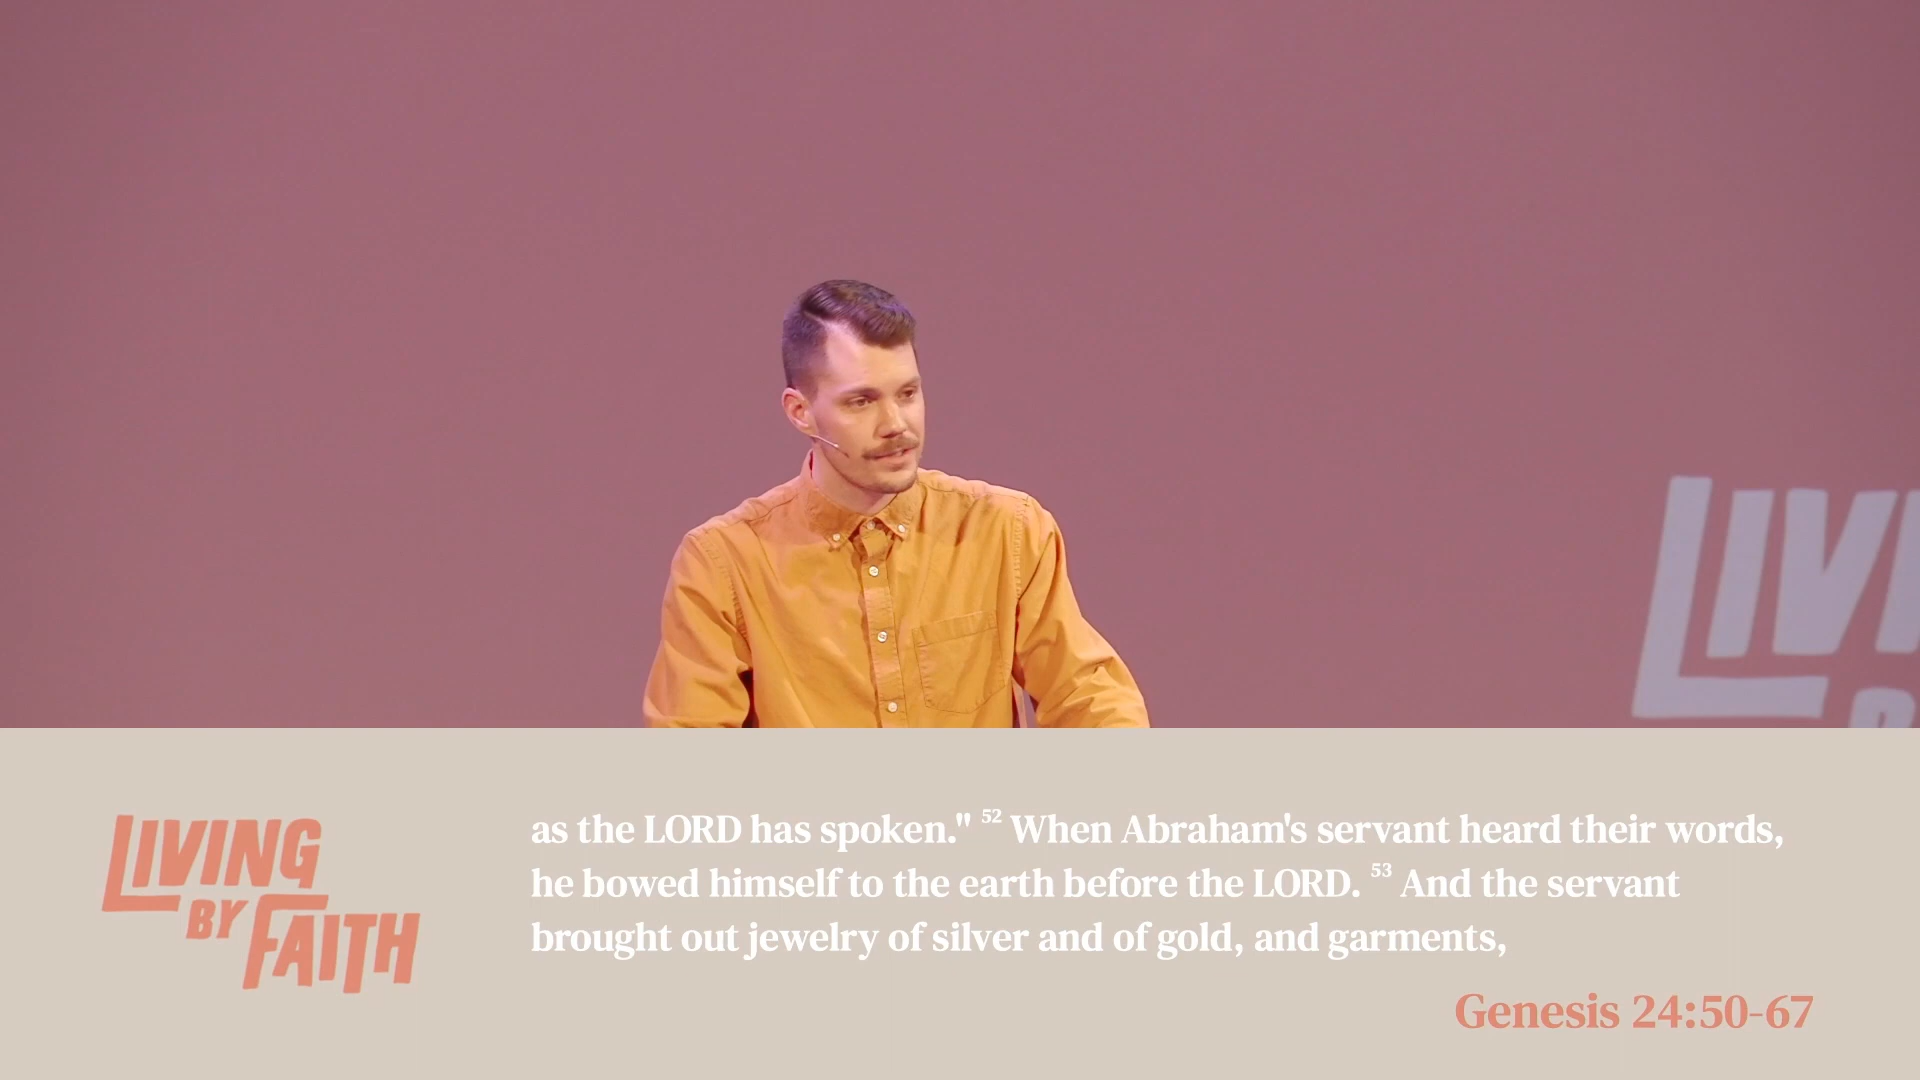 LIVI
LIVING
BY
FAITH
as the LORD has spoken." 52 When Abraham's servant heard their words,
he bowed himself to the earth before the LORD. 53 And the servant
brought out jewelry of silver and of gold, and garments,
Genesis 24:50-67